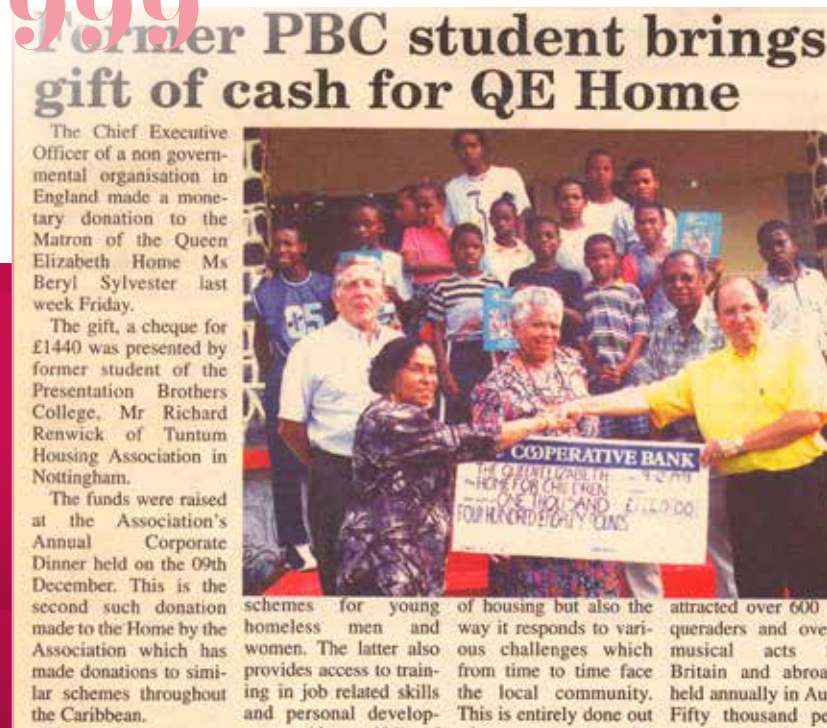 999
Former PBC student brings
gift of cash for QE Home
The Chief Executive
Officer of a non govern-
mental organisation in
England made a mone-
tary donation to the
Matron of the Queen
Elizabeth Home Ms
Beryl Sylvester last
week Friday.
The gift, a cheque for
£1440 was presented by
former student of the
Presentation Brothers
College, Mr Richard
Renwick of Tuntum
Housing Association in
Nottingham.
The funds were raised
at the Association's
Annual Corporate
Dinner held on the 09th
December. This is the
second such donation
made to the Home by the
Association which has
made donations to simi-
lar schemes throughout
the Caribbean.
COOPERATIVE BANK
THE QUEEN ELIZABETH
HOME FOR CHILDREN
ONE THOUSAND
FOUR HUNDRED
schemes for young
homeless men and
women. The latter also
provides access to train-
ing in job related skills
and personal develop-
of housing but also the
way it responds to vari-
ous challenges which
from time to time face
the local community.
This is entirely done out
attracted over 600
queraders and ove
musical acts
Britain and abroa
held annually in Au
Fifty thousand pe